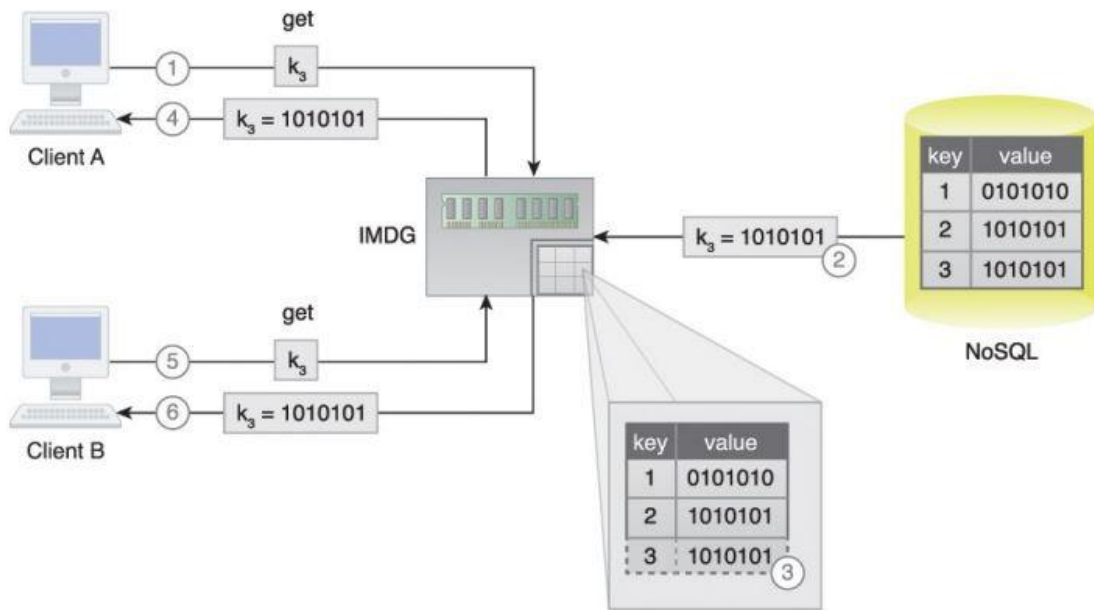 get
1
k₃
4
k₃ = 1010101
Client A
IMDG
k₃ = 1010101
2
key value
1 0101010
2 1010101
3 1010101
NoSQL
get
5
k₃
6
k₃ = 1010101
Client B
key value
1 0101010
2 1010101
3 1010101
3